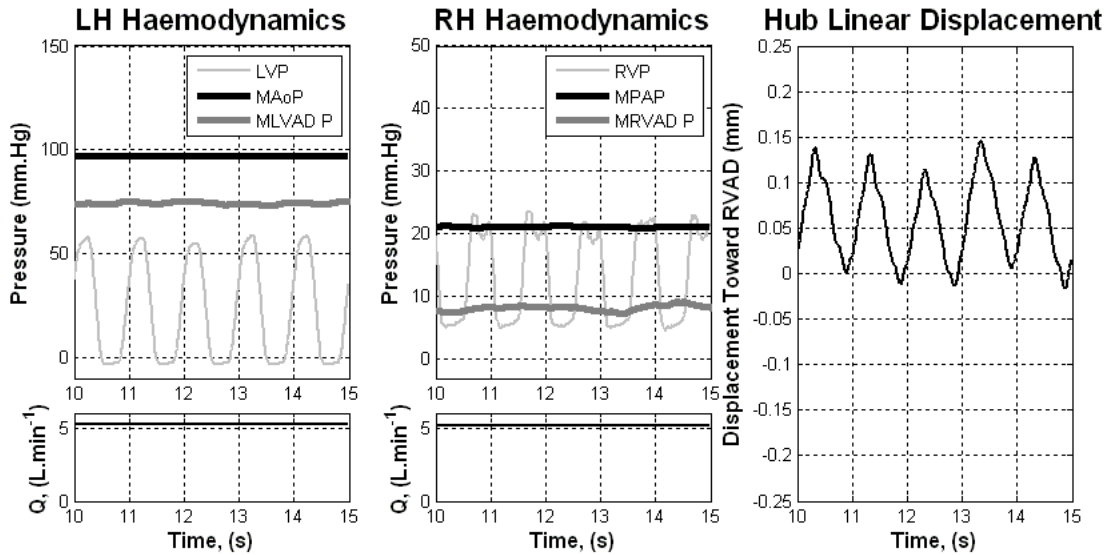 LH Haemodynamics
150
100
50
0
Pressure (mm.Hg)
LVP
MAoP
MLVAD P
10 11 12 13 14 15
5
0
Q, (L.min⁻¹)
10 11 12 13 14 15
Time, (s)
RH Haemodynamics
50
40
30
20
10
0
Pressure (mm.Hg)
RVP
MPAP
MRVAD P
10 11 12 13 14 15
5
0
Q, (L.min⁻¹)
10 11 12 13 14 15
Time, (s)
Hub Linear Displacement
0.25
0.2
0.15
0.1
0.05
0
-0.05
-0.1
-0.15
-0.2
-0.25
Displacement Toward RVAD (mm)
10 11 12 13 14 15
Time, (s)